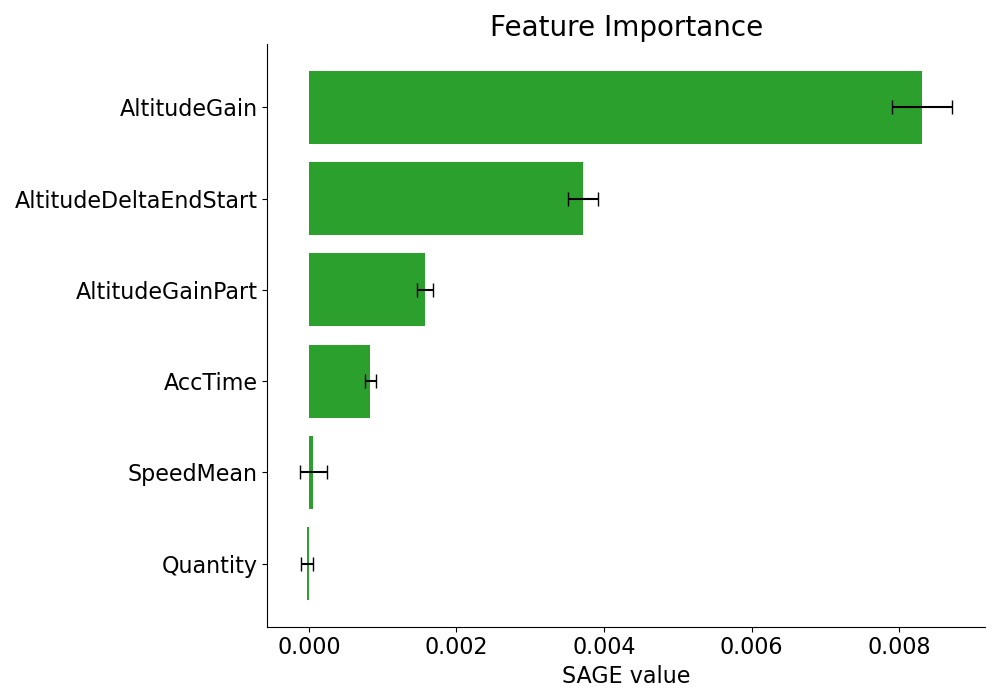 Feature Importance
AltitudeGain
AltitudeDeltaEndStart
AltitudeGainPart
AccTime
SpeedMean
Quantity
0.000 0.002 0.004 0.006 0.008
SAGE value